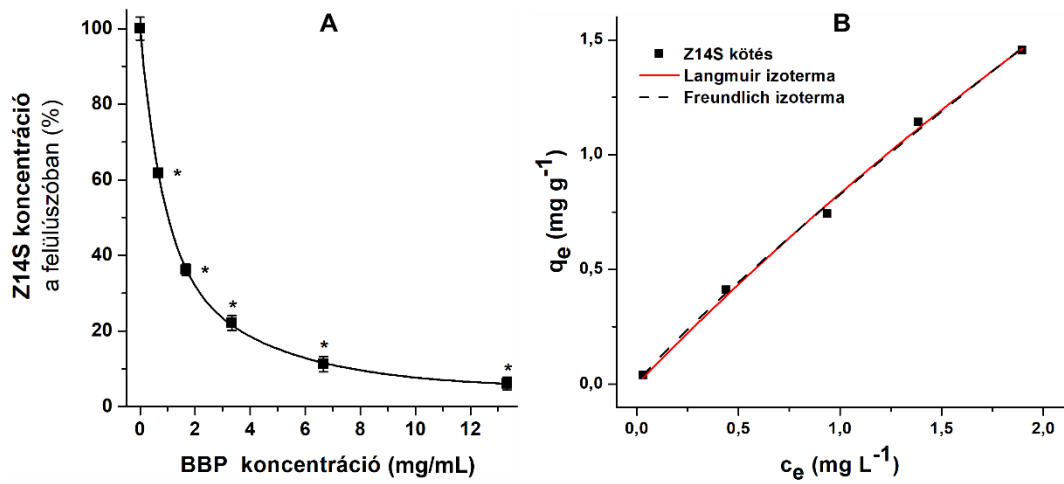 A
Z14S koncentráció
a felülúszóban (%)
100
80
60
40
20
0
*
*
*
*
*
0 2 4 6 8 10 12
BBP koncentráció (mg/mL)
B
Z14S kötés
Langmuir izoterma
Freundlich izoterma
qe (mg g-1)
1,5
1,0
0,5
0,0
0,0 0,5 1,0 1,5 2,0
ce (mg L-1)